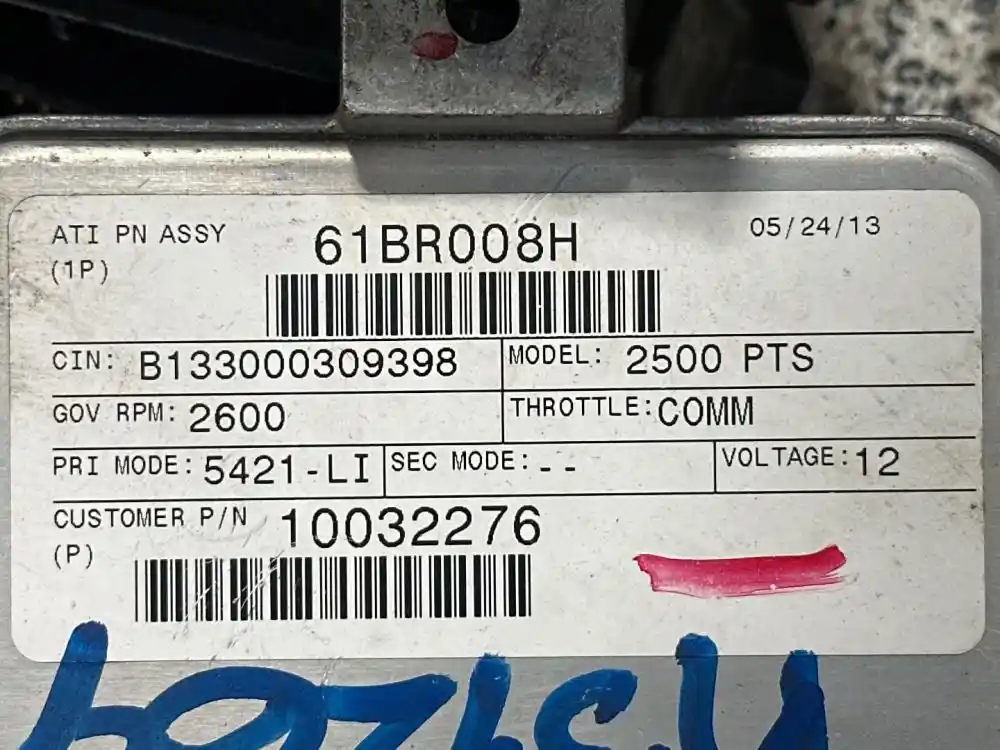 ATI PN ASSY 61BR008H 05/24/13
(1P)
CIN: B133000309398 MODEL: 2500 PTS
GOV RPM: 2600 THROTTLE: COMM
PRI MODE: 5421-LI SEC MODE: -- VOLTAGE: 12
CUSTOMER P/N 10032276
(P)